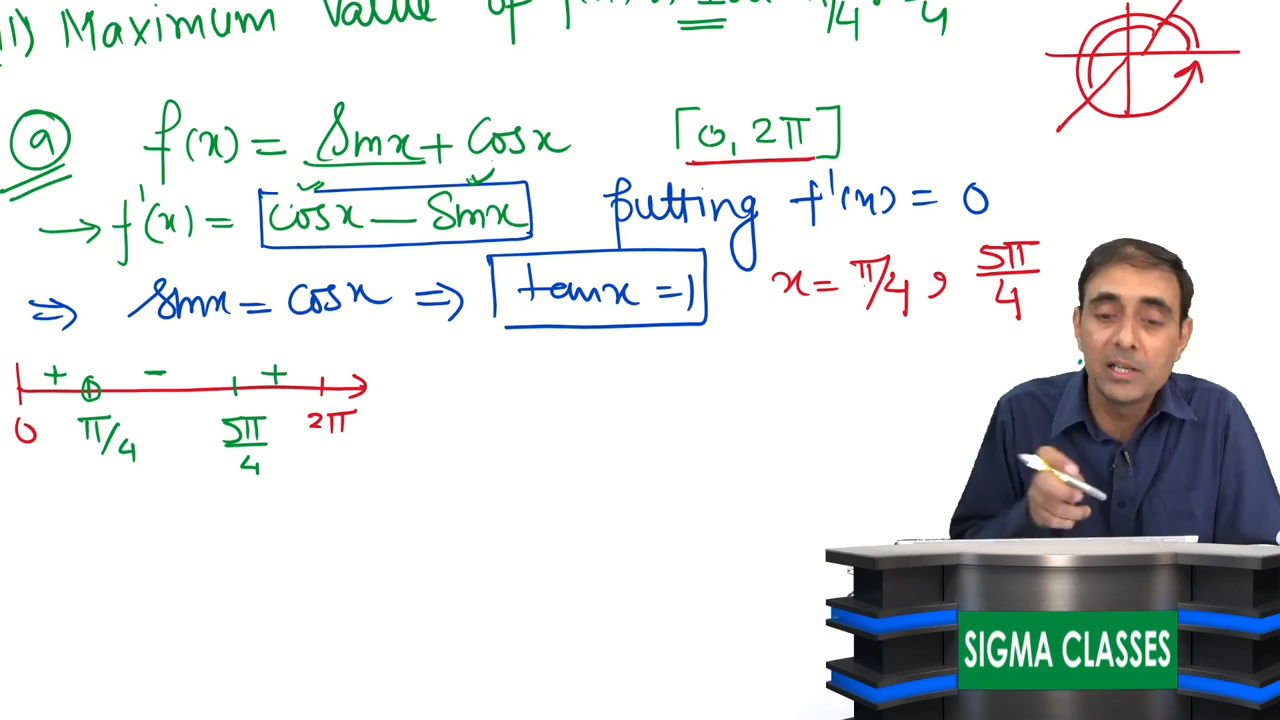 Maximum value of
(a) f(x) = Sinx + Cosx [0, 2π]
→ f'(x) = cosx − Sinx putting f'(x) = 0
⇒ Sinx = cosx ⇒ tanx = 1 x = π/4 , 5π/4
+ − +
0 π/4 5π/4 2π
SIGMA CLASSES